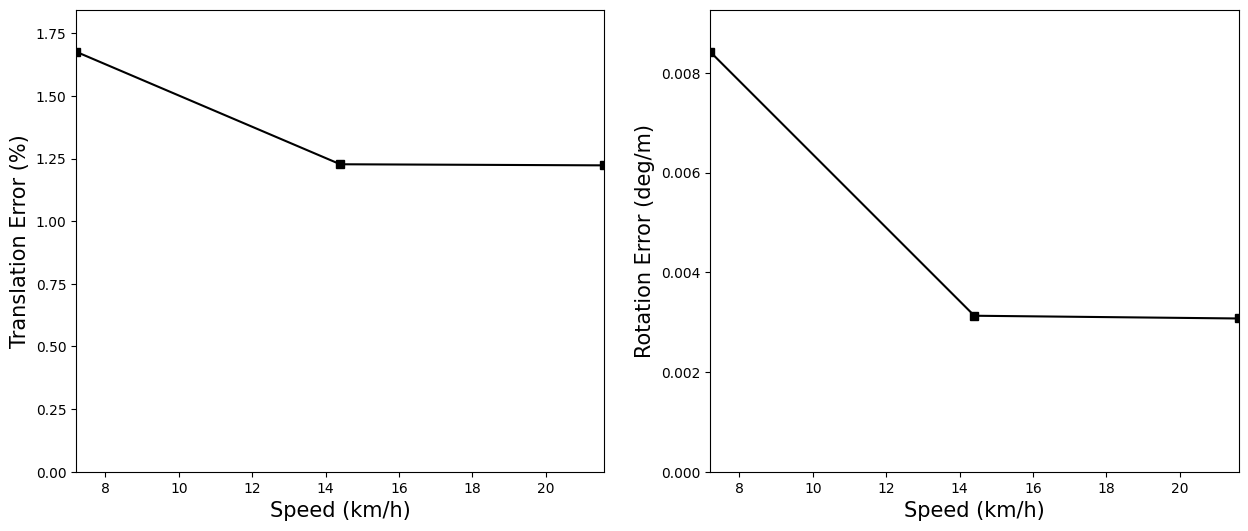 1.75
1.50
1.25
1.00
0.75
0.50
0.25
0.00
Translation Error (%)
8 10 12 14 16 18 20
Speed (km/h)
0.008
0.006
0.004
0.002
0.000
Rotation Error (deg/m)
8 10 12 14 16 18 20
Speed (km/h)